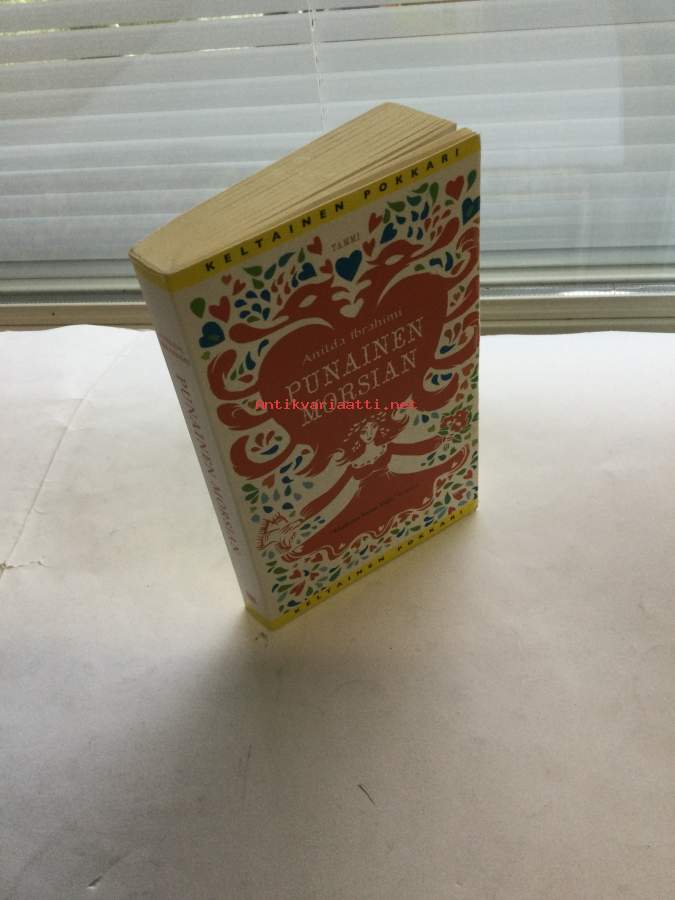 KELTAINEN POKKARI
TAMMI
Anilda Ibrahimi
PUNAINEN
MORSIAN
Antikvariaatti.net
KELTAINEN POKKARI
PUNAINEN MORSIAN